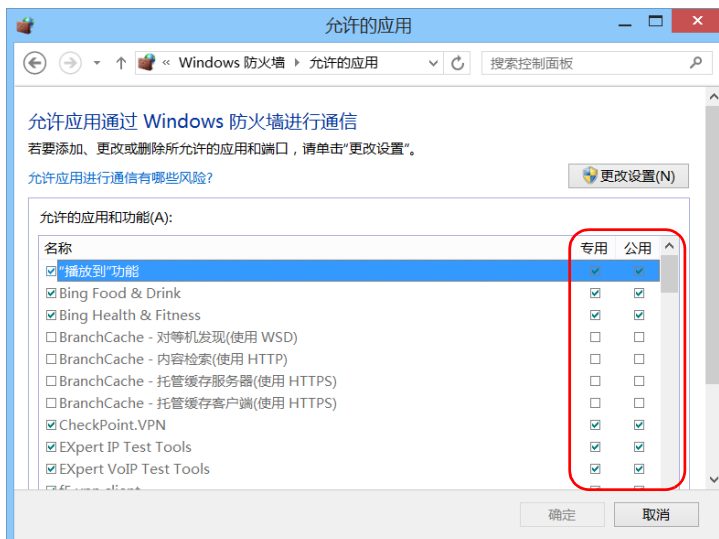 允许的应用
« Windows 防火墙 ▸ 允许的应用
搜索控制面板
允许应用通过 Windows 防火墙进行通信
若要添加、更改或删除所允许的应用和端口，请单击“更改设置”。
允许应用进行通信有哪些风险?
更改设置(N)
允许的应用和功能(A):
名称 专用 公用
“播放到”功能
Bing Food & Drink
Bing Health & Fitness
BranchCache - 对等机发现(使用 WSD)
BranchCache - 内容检索(使用 HTTP)
BranchCache - 托管缓存服务器(使用 HTTPS)
BranchCache - 托管缓存客户端(使用 HTTPS)
CheckPoint.VPN
EXpert IP Test Tools
EXpert VoIP Test Tools
f5 vpn client
确定 取消